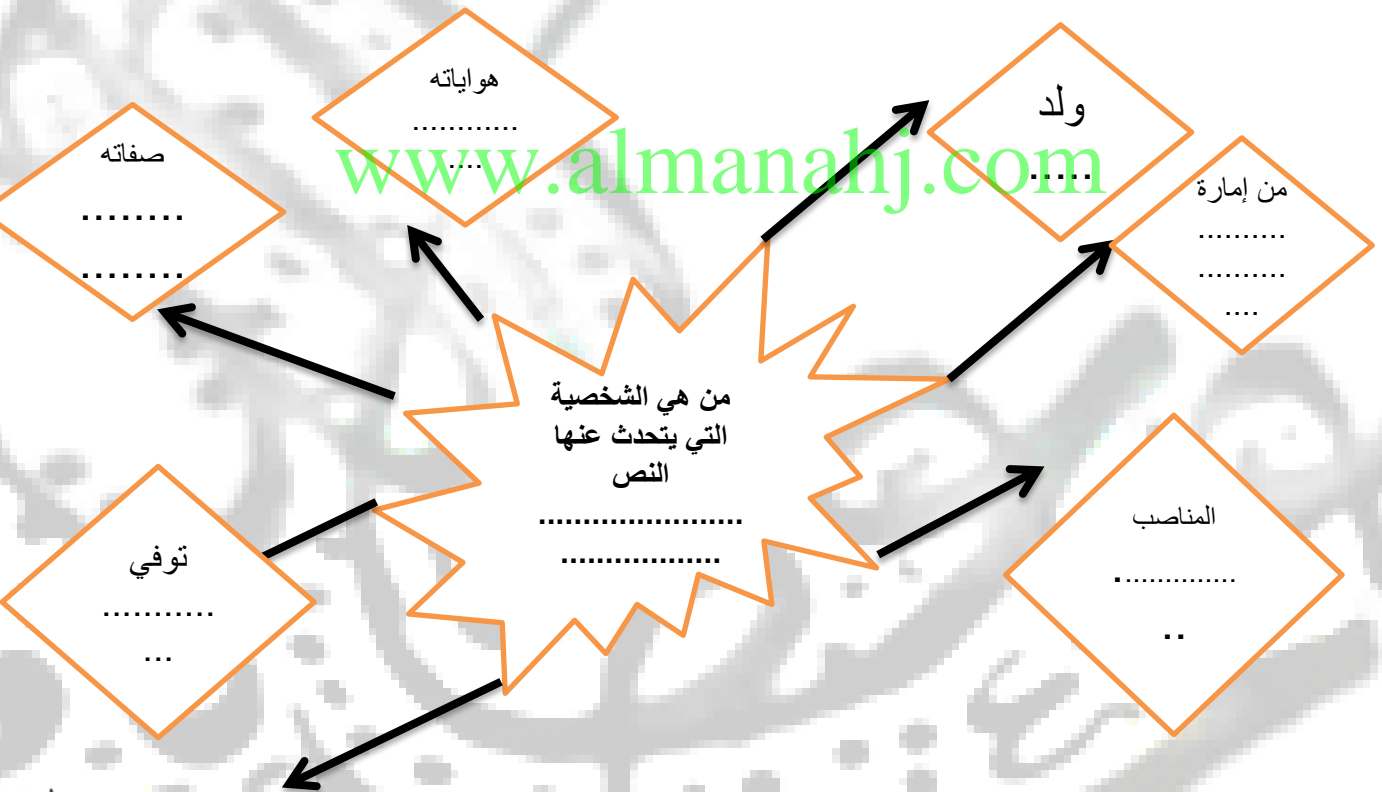 هواياته
............
....
ولد
.....
صفاته
........
........
www.almanahj.com
من إمارة
..........
..........
....
من هي الشخصية
التي يتحدث عنها
النص
.......................
..................
المناصب
...............
..
توفي
...........
...